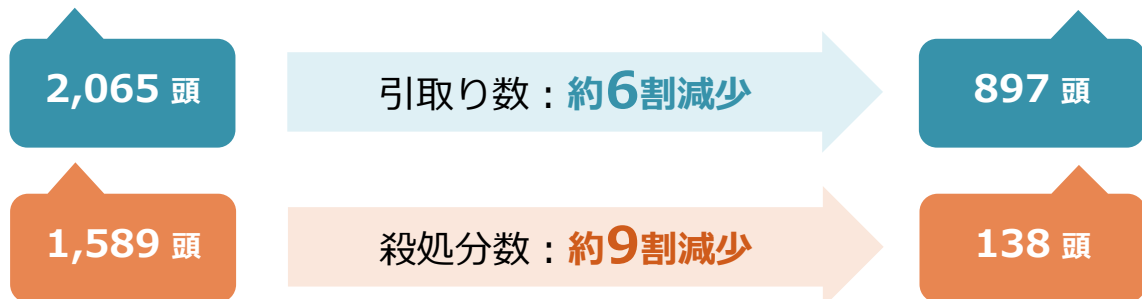 2,065 頭
引取り数：約6割減少
897 頭
1,589 頭
殺処分数：約9割減少
138 頭